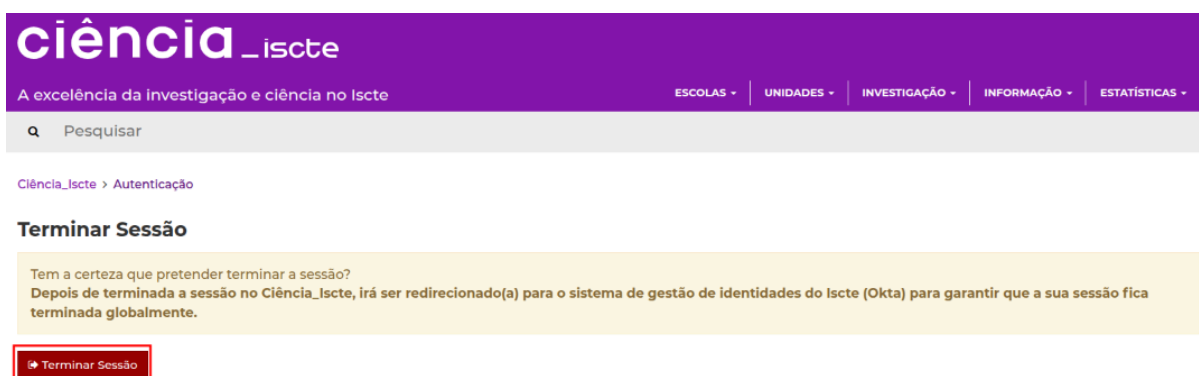 ciência_iscte
A excelência da investigação e ciência no Iscte
ESCOLAS
UNIDADES
INVESTIGAÇÃO
INFORMAÇÃO
ESTATÍSTICAS
Pesquisar
Ciência_Iscte > Autenticação
Terminar Sessão
Tem a certeza que pretender terminar a sessão?
Depois de terminada a sessão no Ciência_Iscte, irá ser redirecionado(a) para o sistema de gestão de identidades do Iscte (Okta) para garantir que a sua sessão fica
terminada globalmente.
Terminar Sessão